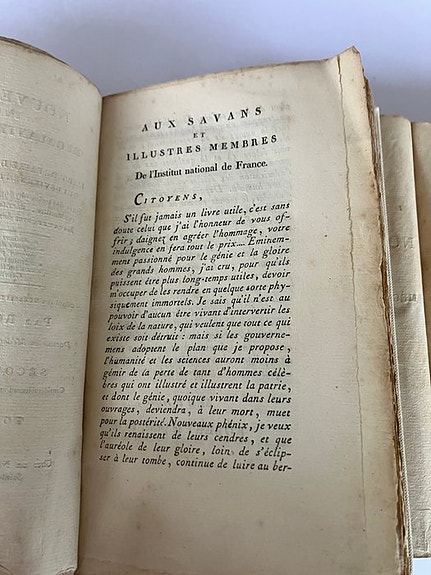 AUX SAVANS
ET
ILLUSTRES MEMBRES
De l'Institut national de France.
CITOYENS,
S'il fut jamais un livre utile, c'est sans
doute celui que j'ai l'honneur de vous of-
frir; daignez en agréer l'hommage, votre
indulgence en fera tout le prix.... Eminem-
ment passionné pour le génie et la gloire
des grands hommes, j'ai cru, pour qu'ils
puissent être plus long-temps utiles, devoir
m'occuper de les rendre en quelque sorte phy-
siquement immortels. Je sais qu'il n'est au
pouvoir d'aucun être vivant d'intervertir les
loix de la nature, qui veulent que tout ce qui
existe soit détruit : mais si les gouverne-
mens adoptent le plan que je propose,
l'humanité et les sciences auront moins à
gémir de la perte de tant d'hommes célè-
bres qui ont illustré et illustrent la patrie,
et dont le génie, quoique vivant dans leurs
ouvrages, deviendra, à leur mort, muet
pour la postérité. Nouveaux phénix, je veux
qu'ils renaissent de leurs cendres, et que
l'auréole de leur gloire, loin de s'éclip-
ser à leur tombe, continue de luire au ber-